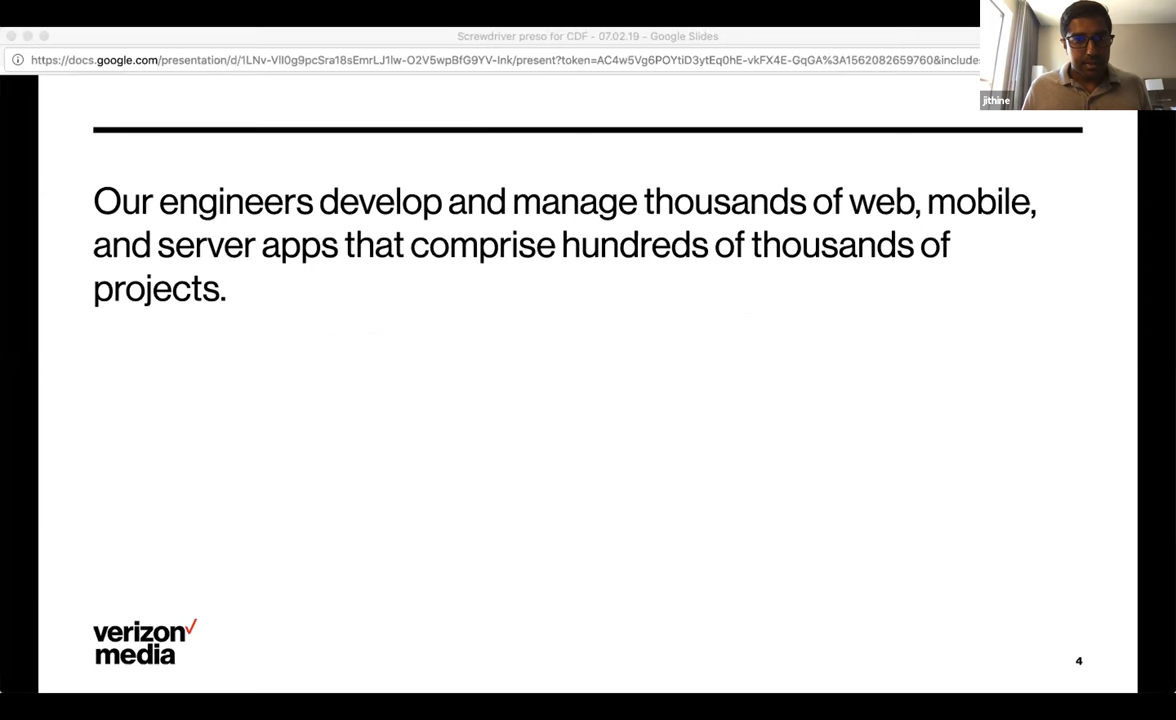 Screwdriver preso for CDF - 07.02.19 - Google Slides
https://docs.google.com/presentation/d/1LNv-VlI0g9pcSra18sEmrLJ1lw-O2V5wpBfG9YV-Ink/present?token=AC4w5Vg6POYtiD3ytEq0hE-vkFX4E-GqGA%3A1562082659760&include
jithine
Our engineers develop and manage thousands of web, mobile,
and server apps that comprise hundreds of thousands of
projects.
verizon✓
media
4